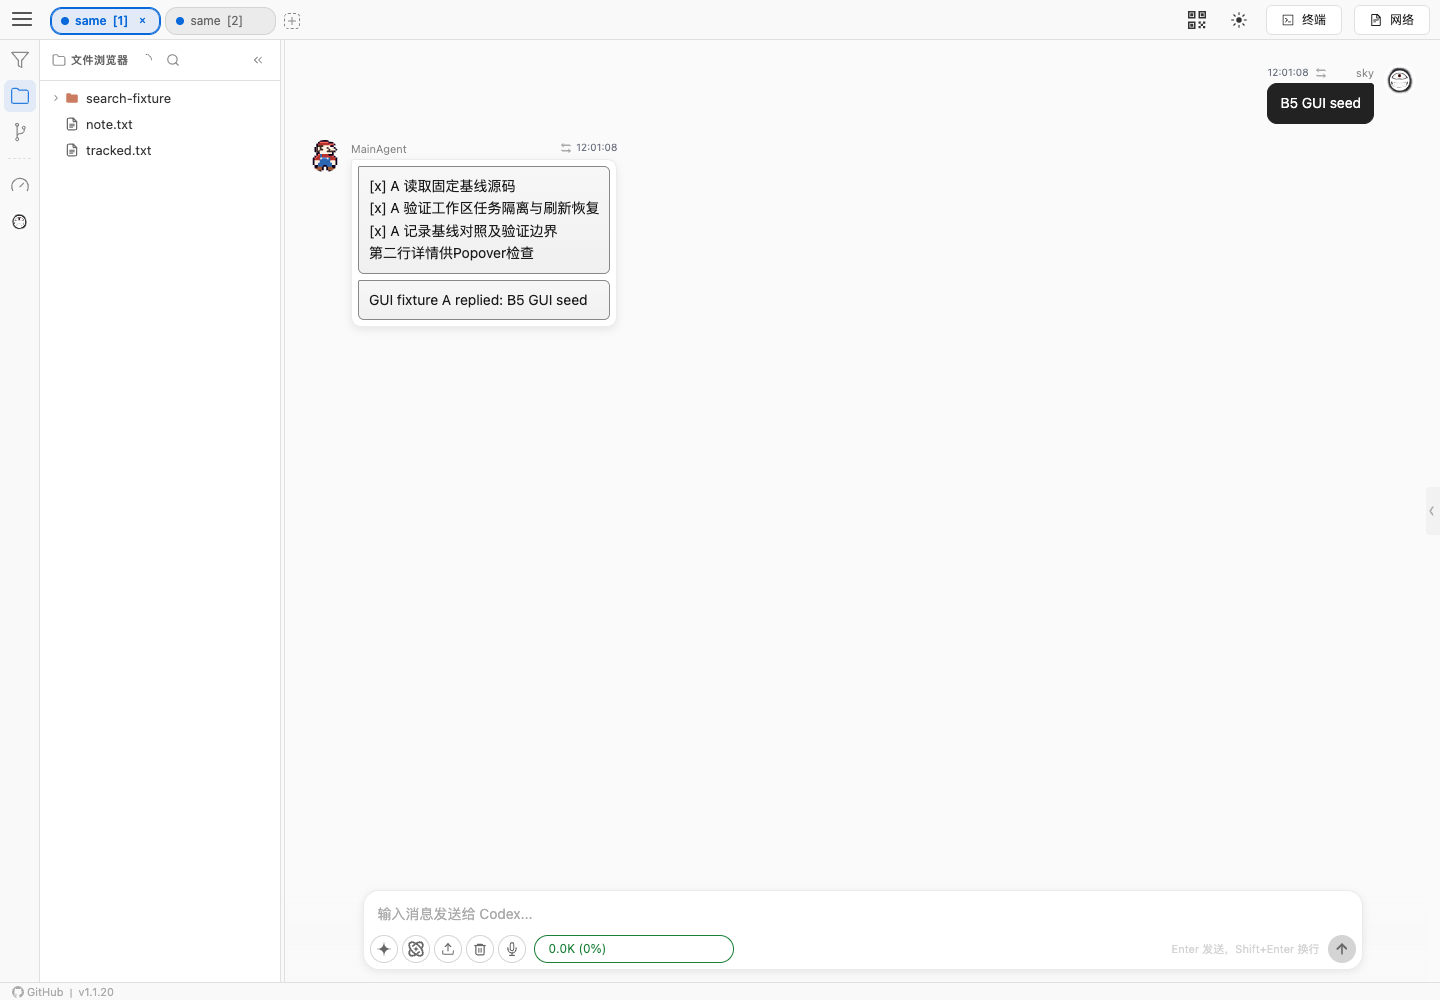 same [1] ×
same [2]
终端
网络
文件浏览器
search-fixture
note.txt
tracked.txt
12:01:08
sky
B5 GUI seed
MainAgent
12:01:08
[x] A 读取固定基线源码
[x] A 验证工作区任务隔离与刷新恢复
[x] A 记录基线对照及验证边界
第二行详情供Popover检查
GUI fixture A replied: B5 GUI seed
输入消息发送给 Codex...
0.0K (0%)
Enter 发送，Shift+Enter 换行
GitHub | v1.1.20